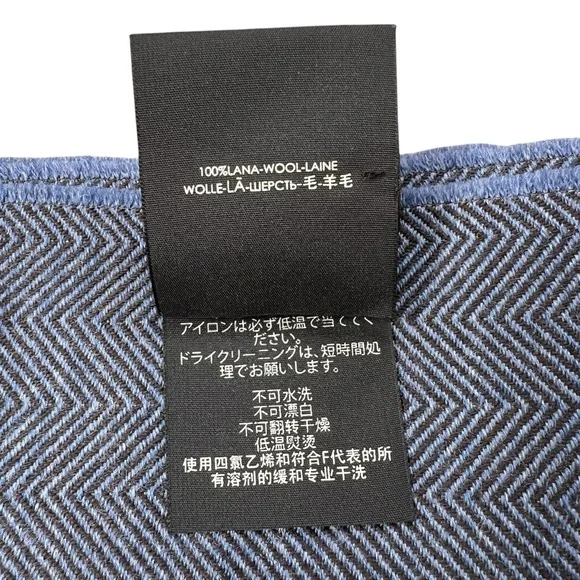 100%LANA-WOOL-LAINE
WOLLE-LÃ-ШЕРСТЬ-毛-羊毛
アイロンは必ず低温で当ててく
ださい。
ドライクリーニングは、短時間処
理でお願いします。
不可水洗
不可漂白
不可翻转干燥
低温熨烫
使用四氯乙烯和符合F代表的所
有溶剂的缓和专业干洗